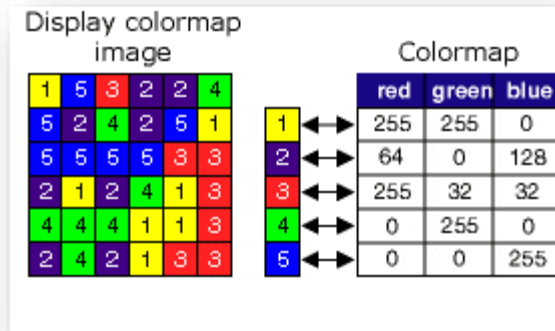 Display colormap
image
Colormap
1 5 3 2 2 4
red green blue
5 2 4 2 5 1
1 255 255 0
5 5 5 5 3 3
2 64 0 128
2 1 2 4 1 3
3 255 32 32
4 4 4 1 1 3
4 0 255 0
2 4 2 1 3 3
5 0 0 255